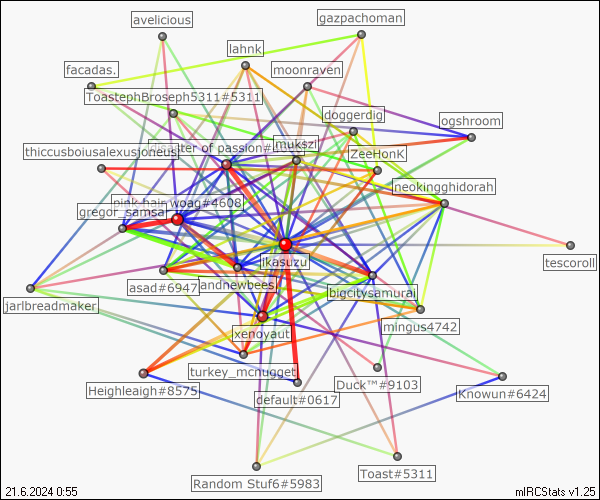 avelicious
gazpachoman
lahnk
facadas.
moonraven
ToastephBroseph5311#5311
doggerdig
ogshroom
disaster of passion#
mukszi
thiccusboiusalexusioneus
ZeeHonK
neokingghidorah
pink hair woag#4608
gregor_samsa
ikasuzu
tescoroll
asad#6947
andnewbees
bigcitysamurai
jarlbreadmaker
mingus4742
xenoyaut
turkey_mcnugget
Heighleaigh#8575
default#0617
Duck™#9103
Knowun#6424
Random Stuf6#5983
Toast#5311
21.6.2024 0:55
mIRCStats v1.25